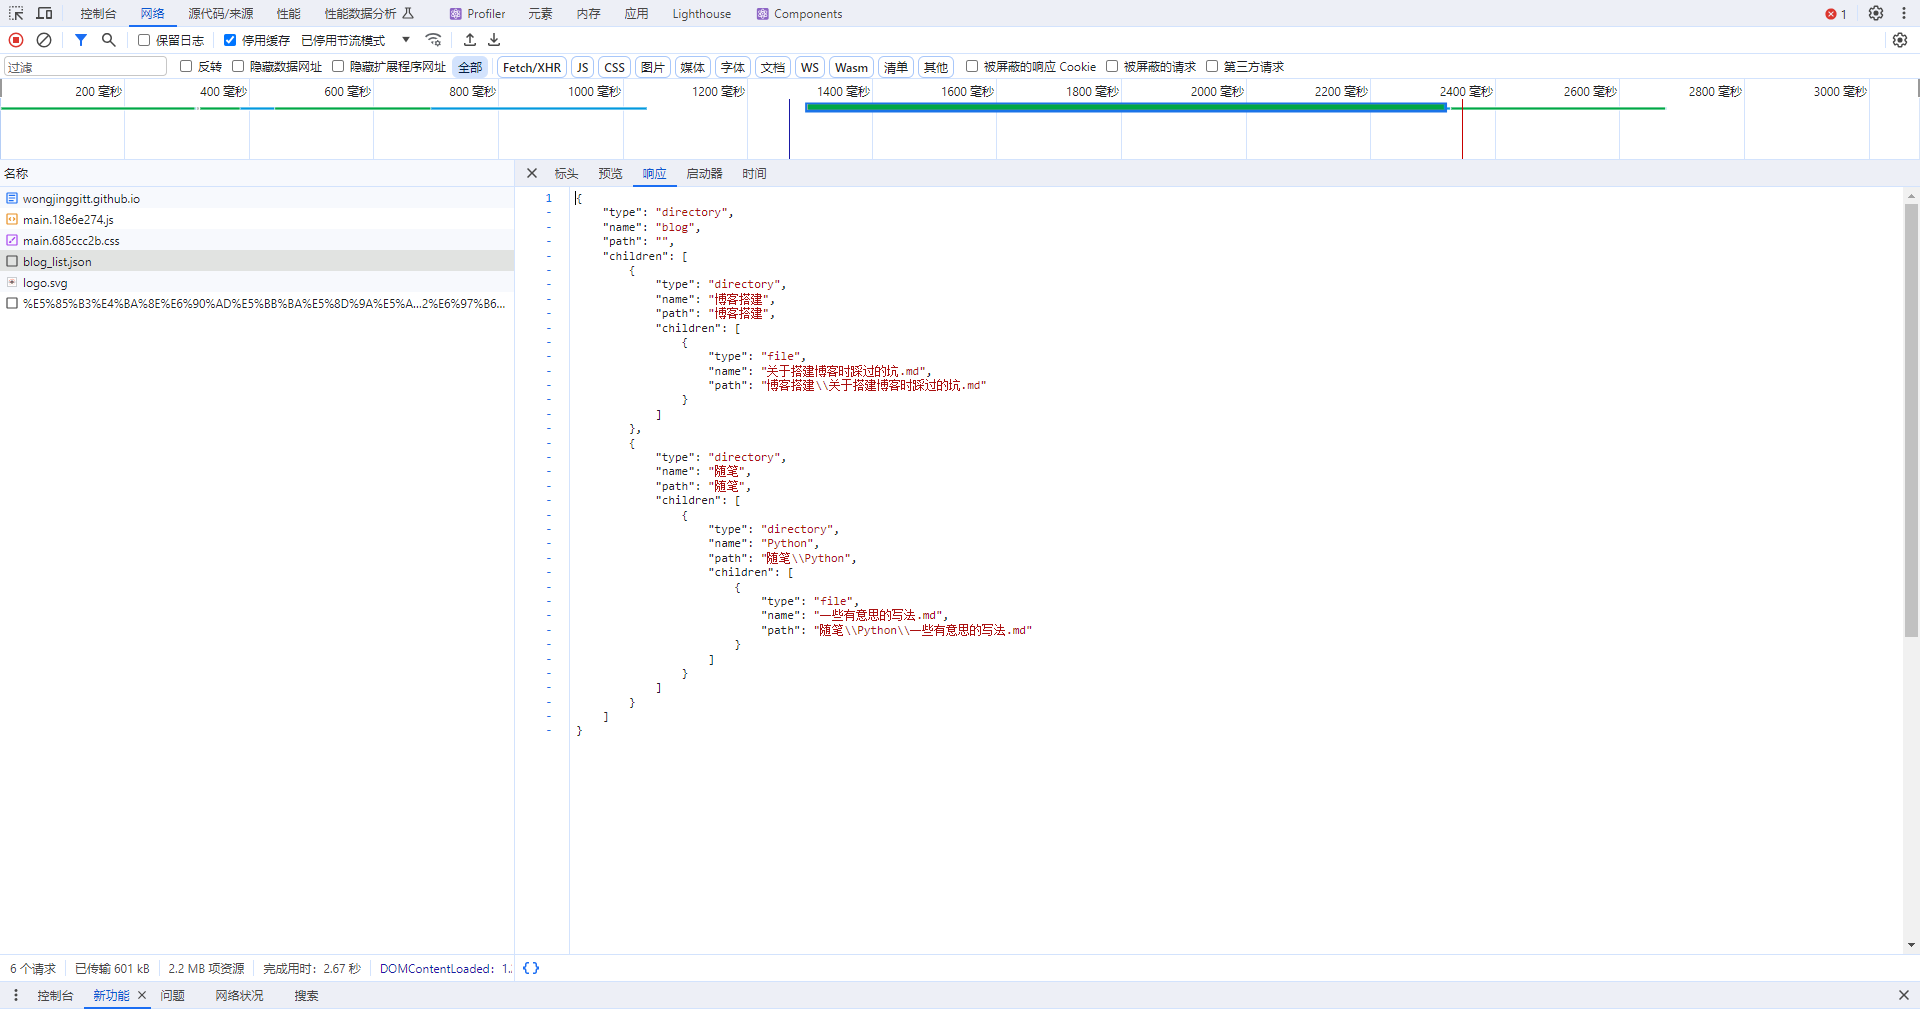 控制台 网络 源代码/来源 性能 性能数据分析 Profiler 元素 内存 应用 Lighthouse Components 1
保留日志 停用缓存 已停用节流模式
过滤 反转 隐藏数据网址 隐藏扩展程序网址 全部 Fetch/XHR JS CSS 图片 媒体 字体 文档 WS Wasm 清单 其他 被屏蔽的响应 Cookie 被屏蔽的请求 第三方请求
200 毫秒 400 毫秒 600 毫秒 800 毫秒 1000 毫秒 1200 毫秒 1400 毫秒 1600 毫秒 1800 毫秒 2000 毫秒 2200 毫秒 2400 毫秒 2600 毫秒 2800 毫秒 3000 毫秒
名称
wongjinggitt.github.io
main.18e6e274.js
main.685ccc2b.css
blog_list.json
logo.svg
%E5%85%B3%E4%BA%8E%E6%90%AD%E5%BB%BA%E5%8D%9A%E5%A...2%E6%97%B6...
标头 预览 响应 启动器 时间
1 {
- "type": "directory",
- "name": "blog",
- "path": "",
- "children": [
- {
- "type": "directory",
- "name": "博客搭建",
- "path": "博客搭建",
- "children": [
- {
- "type": "file",
- "name": "关于搭建博客时踩过的坑.md",
- "path": "博客搭建\\关于搭建博客时踩过的坑.md"
- }
- ]
- },
- {
- "type": "directory",
- "name": "随笔",
- "path": "随笔",
- "children": [
- {
- "type": "directory",
- "name": "Python",
- "path": "随笔\\Python",
- "children": [
- {
- "type": "file",
- "name": "一些有意思的写法.md",
- "path": "随笔\\Python\\一些有意思的写法.md"
- }
- ]
- }
- ]
- }
- ]
- }
6 个请求 已传输 601 kB 2.2 MB 项资源 完成用时：2.67 秒 DOMContentLoaded：1.
控制台 新功能 问题 网络状况 搜索